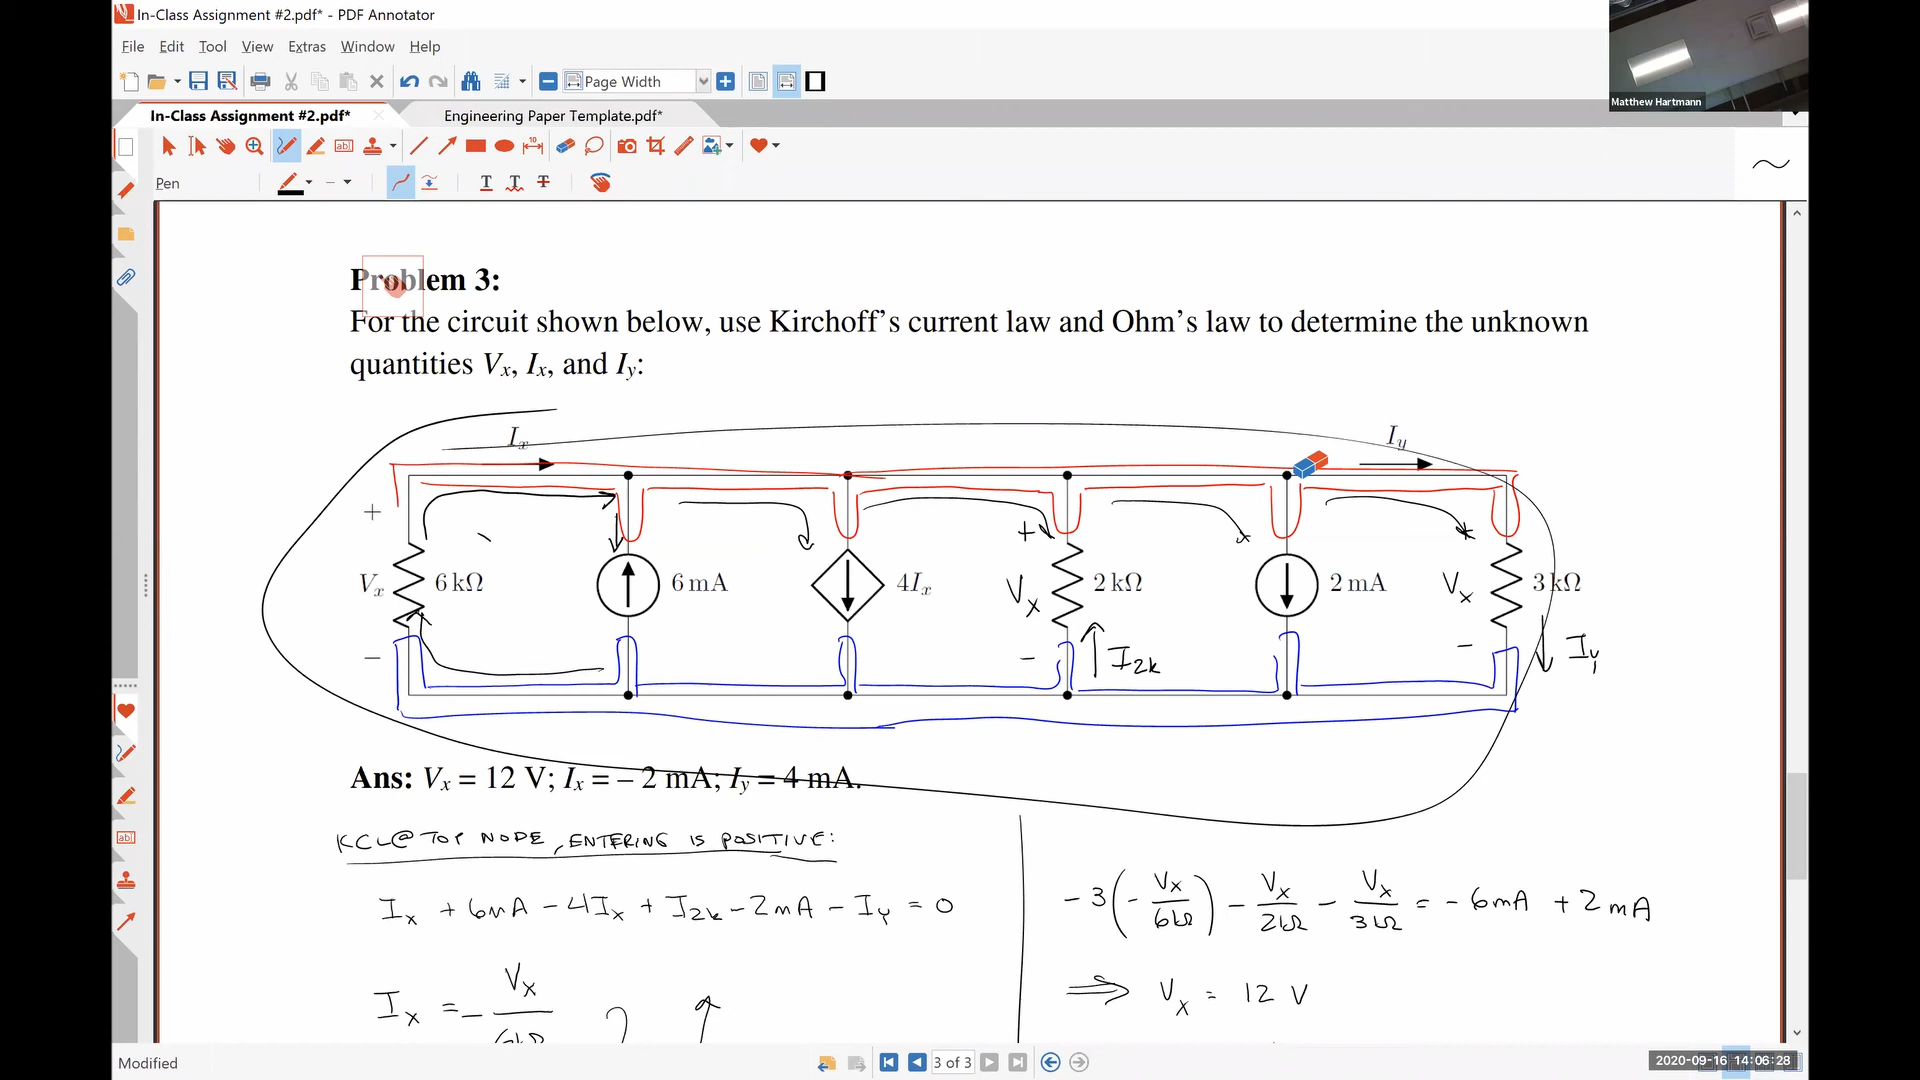 In-Class Assignment #2.pdf* - PDF Annotator
Matthew Hartmann
File Edit Tool View Extras Window Help
Page Width
In-Class Assignment #2.pdf* Engineering Paper Template.pdf*
Pen
Problem 3:
For the circuit shown below, use Kirchoff's current law and Ohm's law to determine the unknown
quantities Vx, Ix, and Iy:
Ix Iy
+ +
Vx 6 kΩ 6 mA 4Ix Vx 2 kΩ 2 mA Vx 3 kΩ
− − − I2k Iy
Ans: Vx = 12 V; Ix = – 2 mA; Iy = 4 mA.
KCL @ TOP NODE, ENTERING IS POSITIVE:
Ix + 6mA - 4Ix + I2k - 2mA - Iy = 0
-3(-Vx/6kΩ) - Vx/2kΩ - Vx/3kΩ = -6mA + 2mA
Ix = - Vx/6kΩ
⇒ Vx = 12 V
Modified 3 of 3 2020-09-16 14:06:28